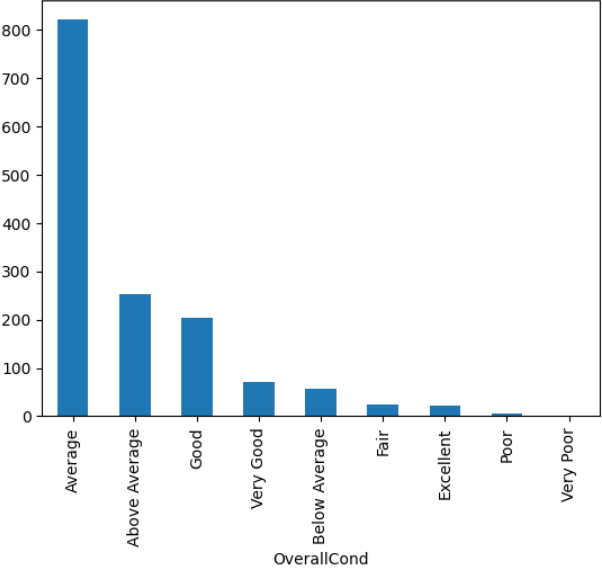 800
700
600
500
400
300
200
100
0
Average
Above Average
Good
Very Good
Below Average
Fair
Excellent
Poor
Very Poor
OverallCond